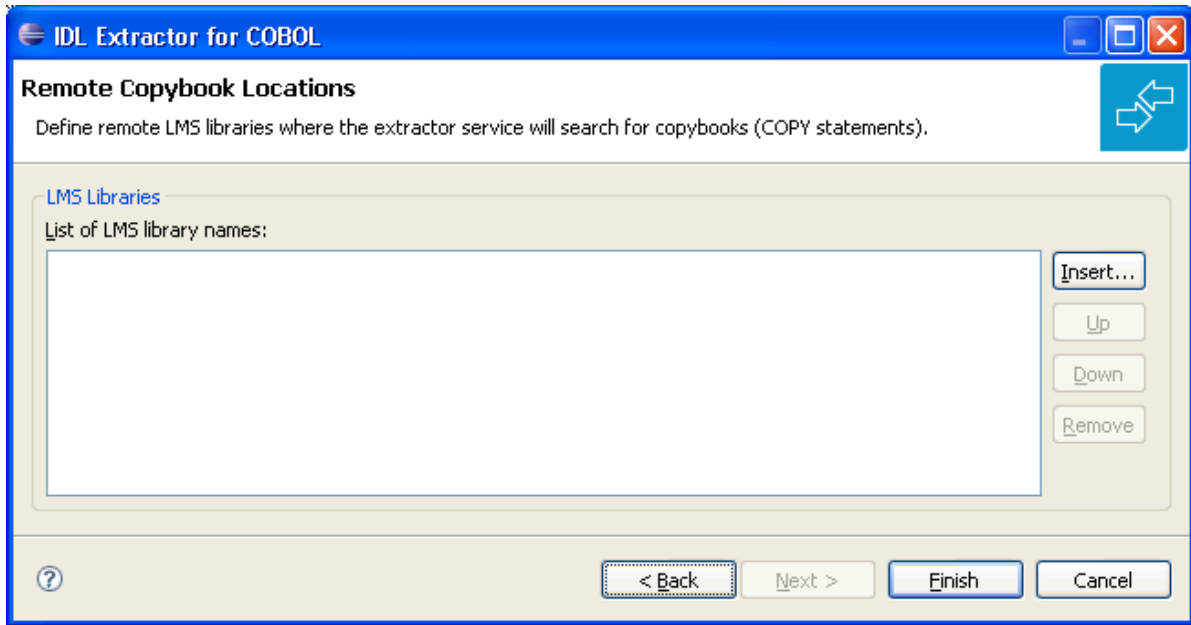 IDL Extractor for COBOL
Remote Copybook Locations
Define remote LMS libraries where the extractor service will search for copybooks (COPY statements).
LMS Libraries
List of LMS library names:
Insert...
Up
Down
Remove
? < Back Next > Finish Cancel